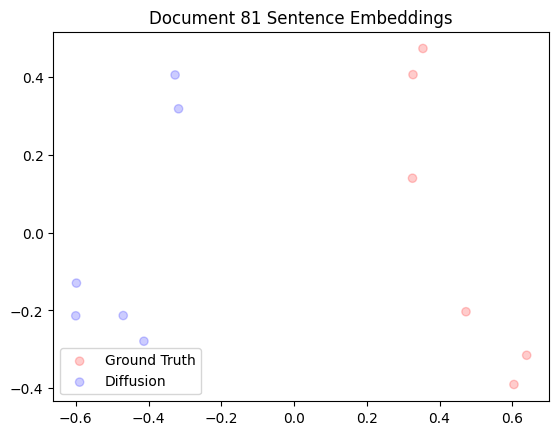 Document 81 Sentence Embeddings
0.4
0.2
0.0
−0.2
−0.4
Ground Truth
Diffusion
−0.6 −0.4 −0.2 0.0 0.2 0.4 0.6